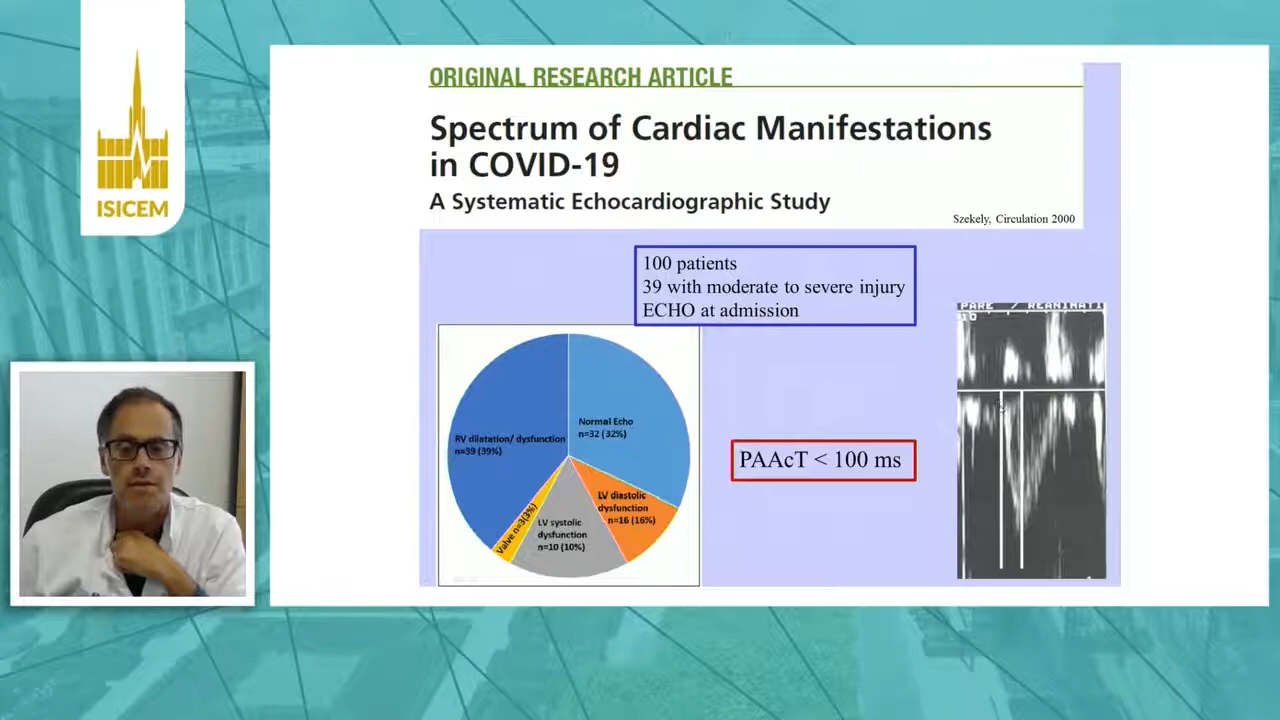 ISICEM
ORIGINAL RESEARCH ARTICLE
Spectrum of Cardiac Manifestations
in COVID-19
A Systematic Echocardiographic Study
Szekely, Circulation 2000
100 patients
39 with moderate to severe injury
ECHO at admission
Normal Echo
n=32 (32%)
RV dilatation/ dysfunction
n=39 (39%)
LV diastolic
dysfunction
n=16 (16%)
LV systolic
dysfunction
n=10 (10%)
Valve n=3(3%)
PAAcT < 100 ms